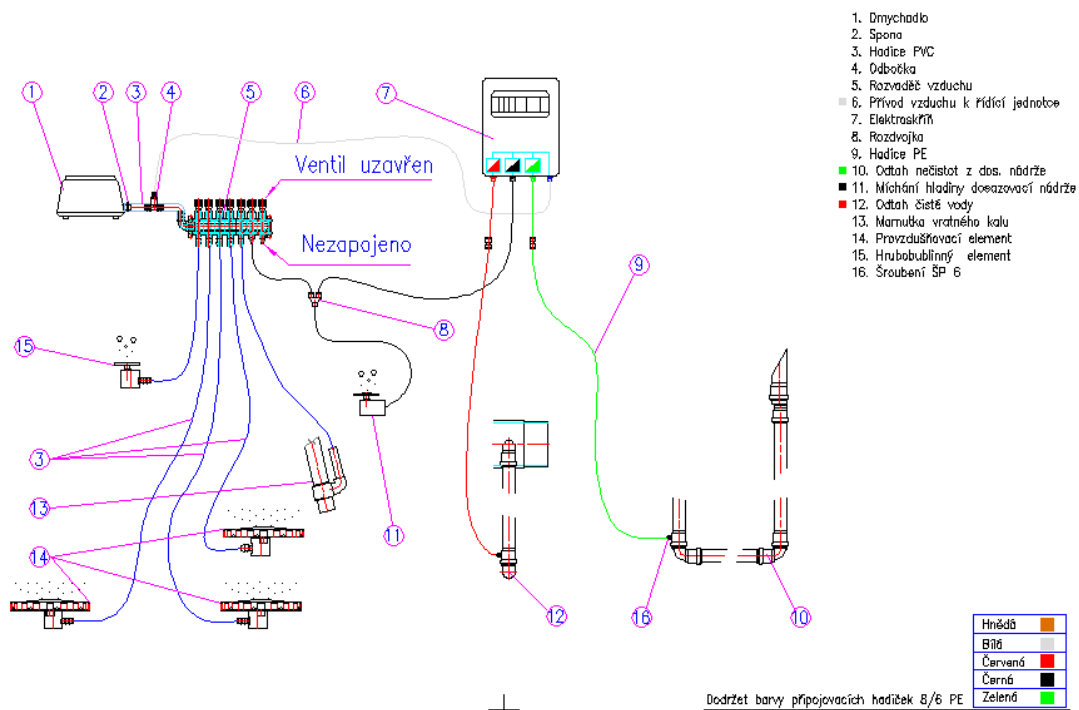 1. Dmychadlo
2. Spona
3. Hadice PVC
4. Odbočka
5. Rozvaděč vzduchu
6. Přívod vzduchu k řídící jednotce
7. Elektroskříň
8. Rozdvojka
9. Hadice PE
10. Odtah nečistot z dos. nádrže
11. Míchání hladiny dosazovací nádrže
12. Odtah čisté vody
13. Mamutka vratného kalu
14. Provzdušňovací element
15. Hrubobublinný element
16. Šroubení ŠP 6
1
2
3
4
5
6
7
Ventil uzavřen
Nezapojeno
9
8
15
3
13
11
14
12
16
10
Hnědá
Bílá
Červená
Černá
Zelená
Dodržet barvy připojovacích hadiček 8/6 PE